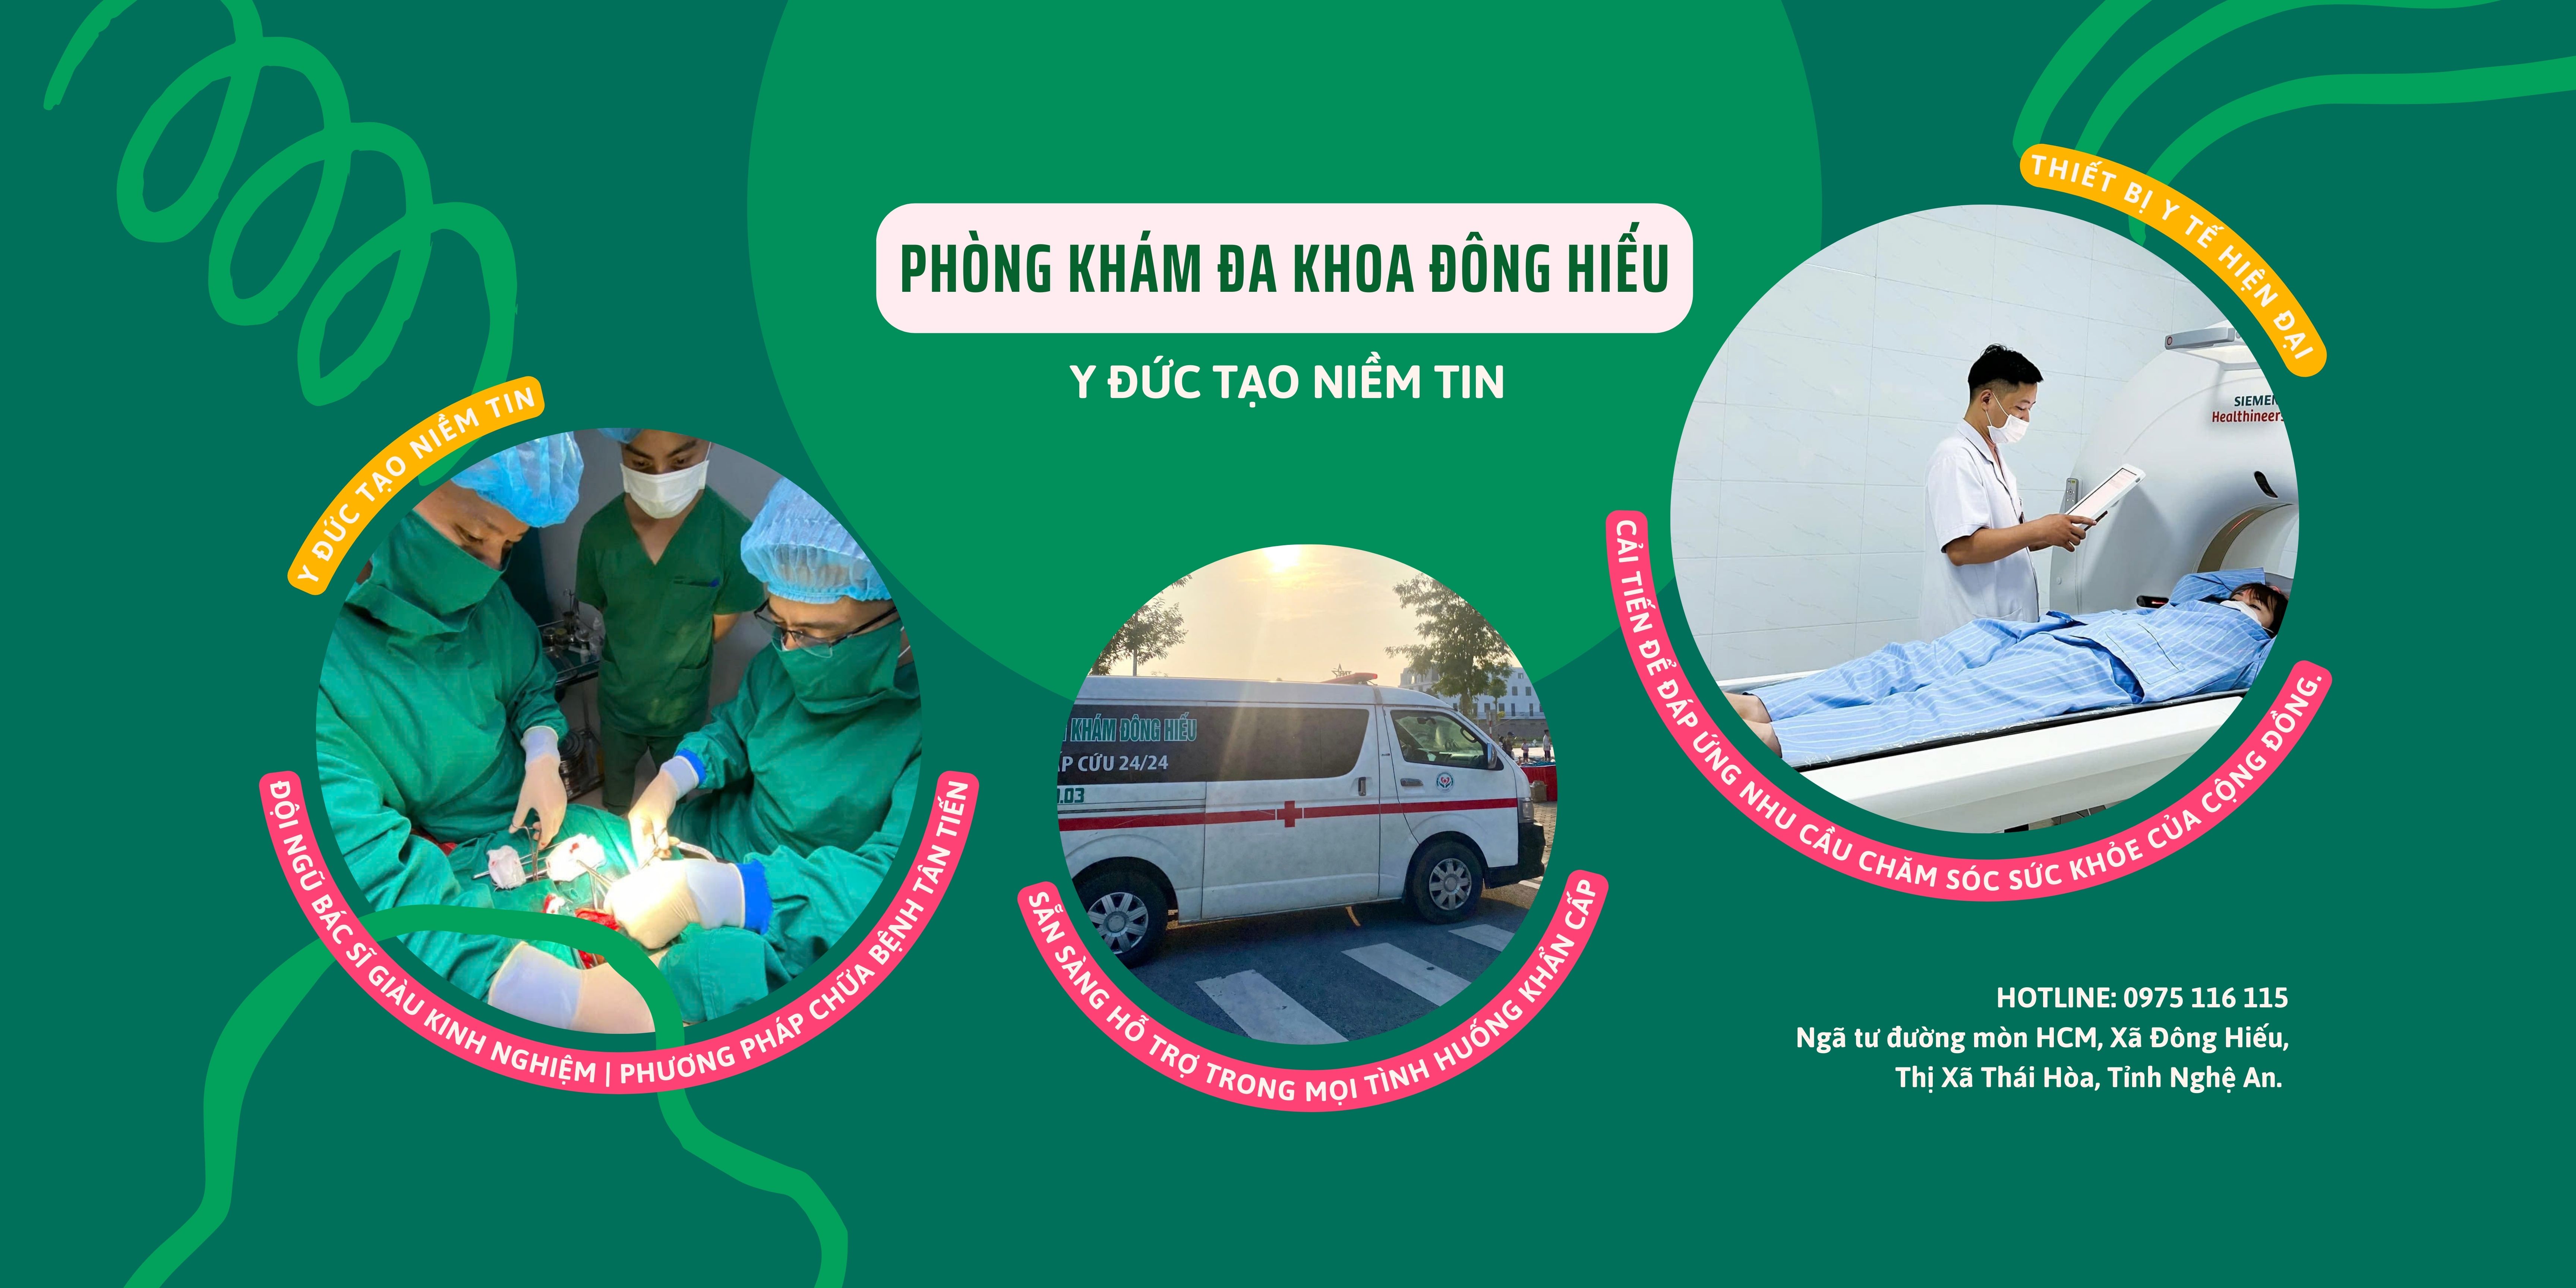 PHÒNG KHÁM ĐA KHOA ĐÔNG HIẾU
Y ĐỨC TẠO NIỀM TIN
Y ĐỨC TẠO NIỀM TIN
ĐỘI NGŨ BÁC SĨ GIÀU KINH NGHIỆM | PHƯƠNG PHÁP CHỮA BỆNH TÂN TIẾN
KHÁM ĐÔNG HIẾU
CỨU 24/24
.03
SẴN SÀNG HỖ TRỢ TRONG MỌI TÌNH HUỐNG KHẨN CẤP
THIẾT BỊ Y TẾ HIỆN ĐẠI
SIEMEN
Healthineers
CẢI TIẾN ĐỂ ĐÁP ỨNG NHU CẦU CHĂM SÓC SỨC KHỎE CỦA CỘNG ĐỒNG.
HOTLINE: 0975 116 115
Ngã tư đường mòn HCM, Xã Đông Hiếu,
Thị Xã Thái Hòa, Tỉnh Nghệ An.